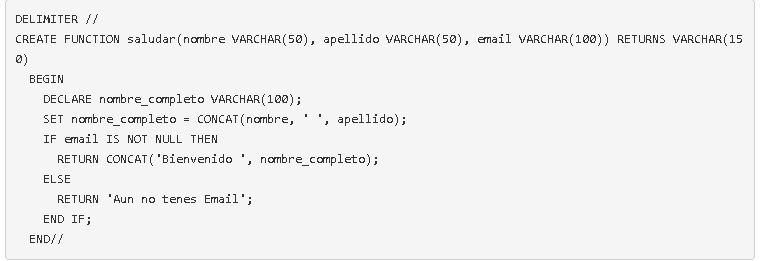 DELIMITER //
CREATE FUNCTION saludar(nombre VARCHAR(50), apellido VARCHAR(50), email VARCHAR(100)) RETURNS VARCHAR(15
0)
  BEGIN
    DECLARE nombre_completo VARCHAR(100);
    SET nombre_completo = CONCAT(nombre, ' ', apellido);
    IF email IS NOT NULL THEN
      RETURN CONCAT('Bienvenido ', nombre_completo);
    ELSE
      RETURN 'Aun no tenes Email';
    END IF;
  END//